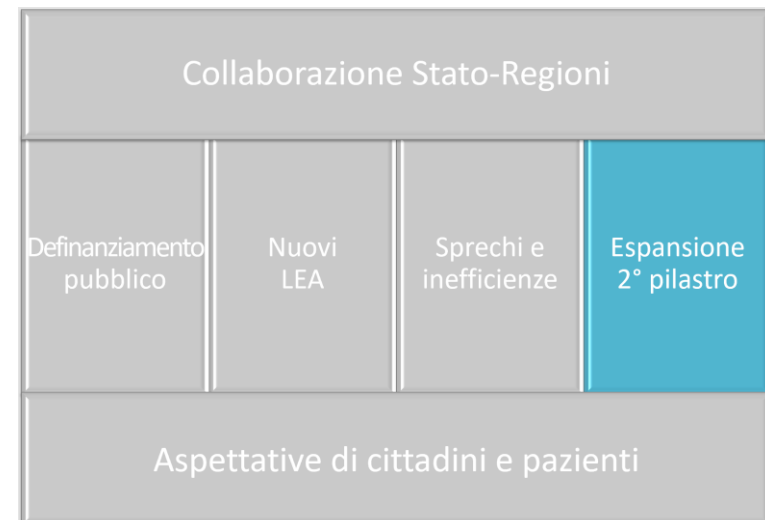 Collaborazione Stato-Regioni
Definanziamento
pubblico
Nuovi
LEA
Sprechi e
inefficienze
Espansione
2° pilastro
Aspettative di cittadini e pazienti